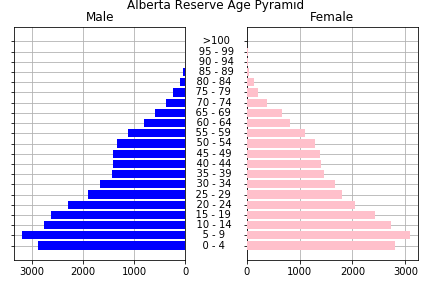 Alberta Reserve Age Pyramid
Male Female
>100
95 - 99
90 - 94
85 - 89
80 - 84
75 - 79
70 - 74
65 - 69
60 - 64
55 - 59
50 - 54
45 - 49
40 - 44
35 - 39
30 - 34
25 - 29
20 - 24
15 - 19
10 - 14
5 - 9
0 - 4
3000 2000 1000 0 0 1000 2000 3000